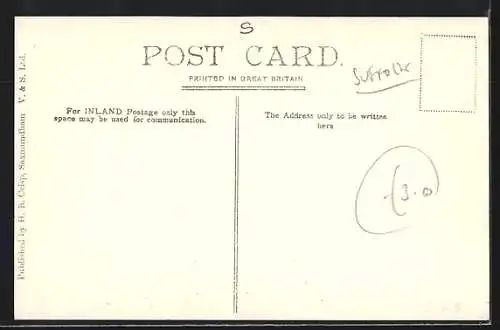 S
POST CARD.
PRINTED IN GREAT BRITAIN
SUFFOLK
For INLAND Postage only this
space may be used for communication.
The Address only to be written
here
3.0
Published by H. R. Crisp, Saxmundham V. & S. Ltd.